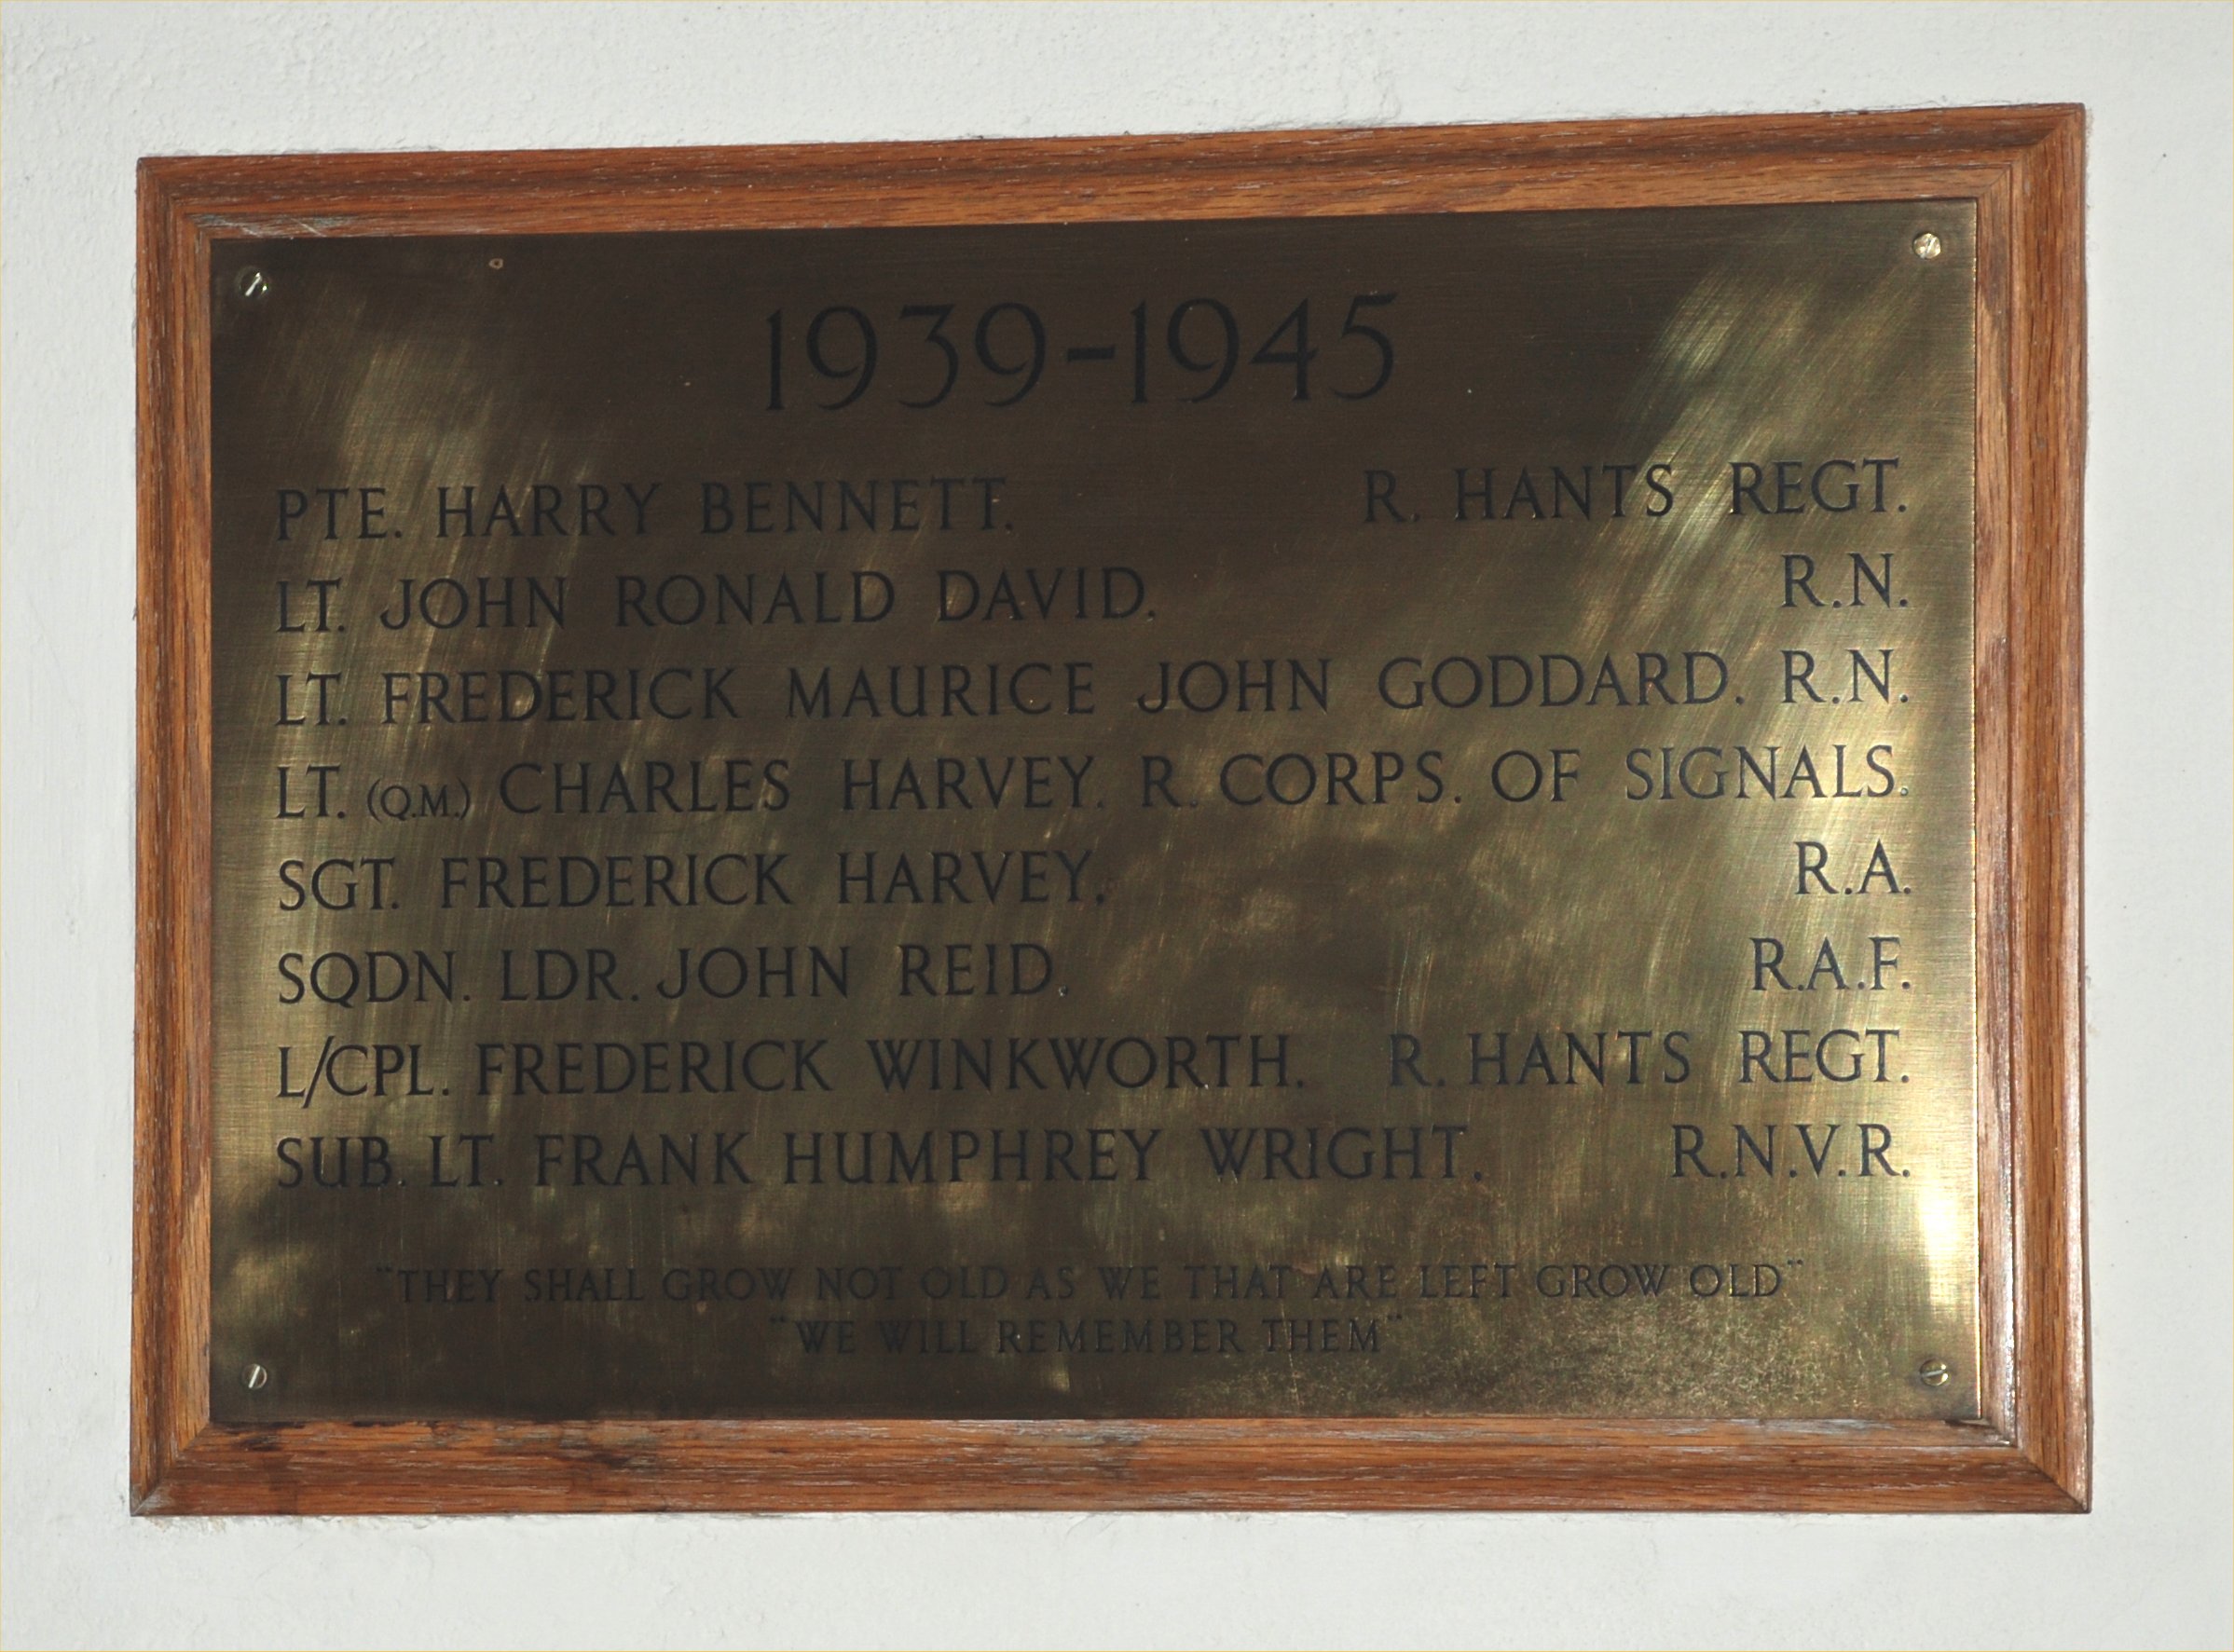 1939-1945
PTE. HARRY BENNETT. R. HANTS REGT.
LT. JOHN RONALD DAVID. R.N.
LT. FREDERICK MAURICE JOHN GODDARD. R.N.
LT. (Q.M.) CHARLES HARVEY. R. CORPS. OF SIGNALS.
SGT. FREDERICK HARVEY. R.A.
SQDN. LDR. JOHN REID. R.A.F.
L/CPL. FREDERICK WINKWORTH. R. HANTS REGT.
SUB. LT. FRANK HUMPHREY WRIGHT. R.N.V.R.
"THEY SHALL GROW NOT OLD AS WE THAT ARE LEFT GROW OLD"
"WE WILL REMEMBER THEM"